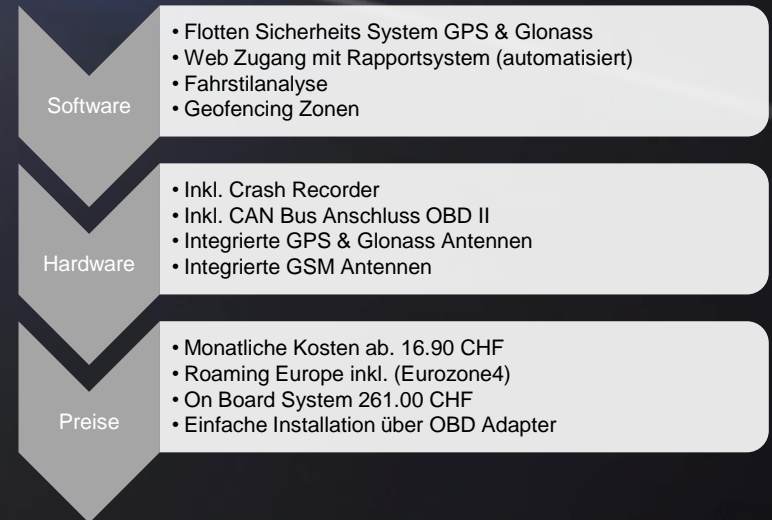 Software
• Flotten Sicherheits System GPS & Glonass
• Web Zugang mit Rapportsystem (automatisiert)
• Fahrstilanalyse
• Geofencing Zonen
Hardware
• Inkl. Crash Recorder
• Inkl. CAN Bus Anschluss OBD II
• Integrierte GPS & Glonass Antennen
• Integrierte GSM Antennen
Preise
• Monatliche Kosten ab. 16.90 CHF
• Roaming Europe inkl. (Eurozone4)
• On Board System 261.00 CHF
• Einfache Installation über OBD Adapter